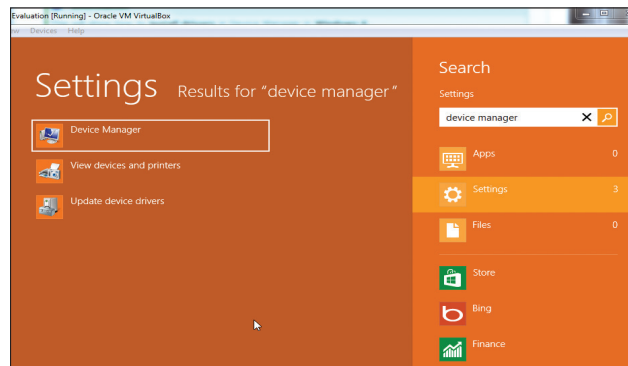 Evaluation [Running] - Oracle VM VirtualBox
Devices Help
Settings Results for "device manager"
Device Manager
View devices and printers
Update device drivers
Search
Settings
device manager
Apps 0
Settings 3
Files 0
Store
Bing
Finance